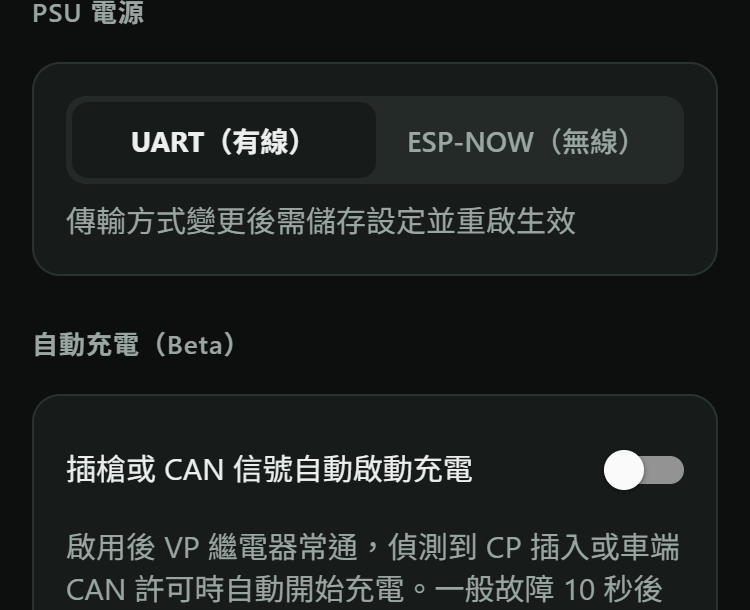 PSU 電源
UART（有線）
ESP-NOW（無線）
傳輸方式變更後需儲存設定並重啟生效
自動充電（Beta）
插槍或 CAN 信號自動啟動充電
啟用後 VP 繼電器常通，偵測到 CP 插入或車端
CAN 許可時自動開始充電。一般故障 10 秒後